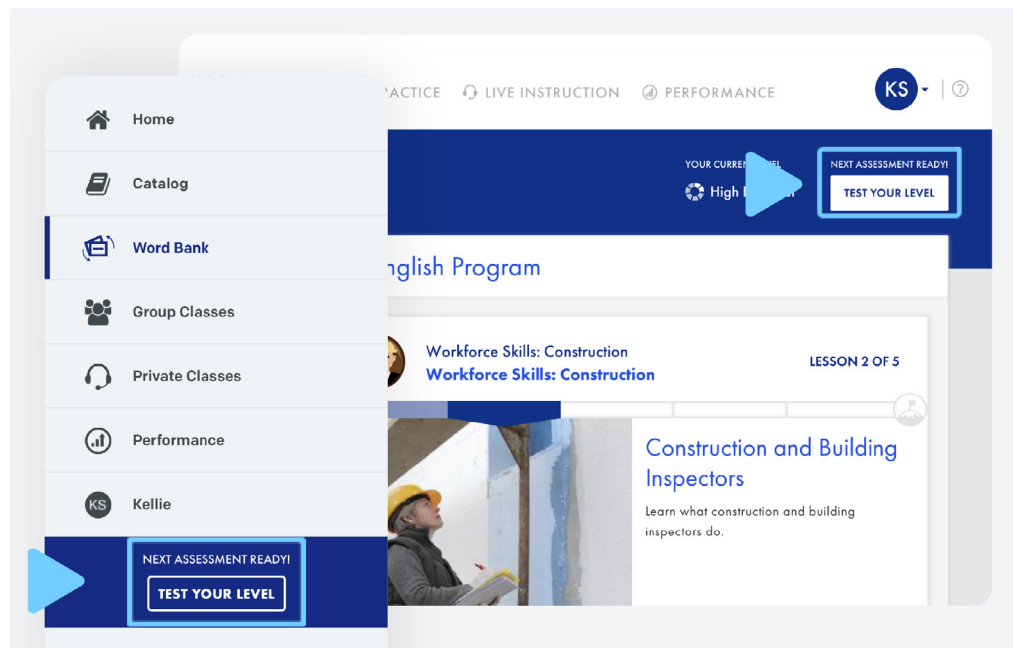 Home
Catalog
Word Bank
Group Classes
Private Classes
Performance
KS
Kellie
NEXT ASSESSMENT READY!
TEST YOUR LEVEL
LIVE INSTRUCTION
PERFORMANCE
KS
?
YOUR
High
NEXT ASSESSMENT READY!
TEST YOUR LEVEL
Program
Workforce Skills: Construction
Workforce Skills: Construction
LESSON 2 OF 5
Construction and Building
Inspectors
Learn what construction and building
inspectors do.